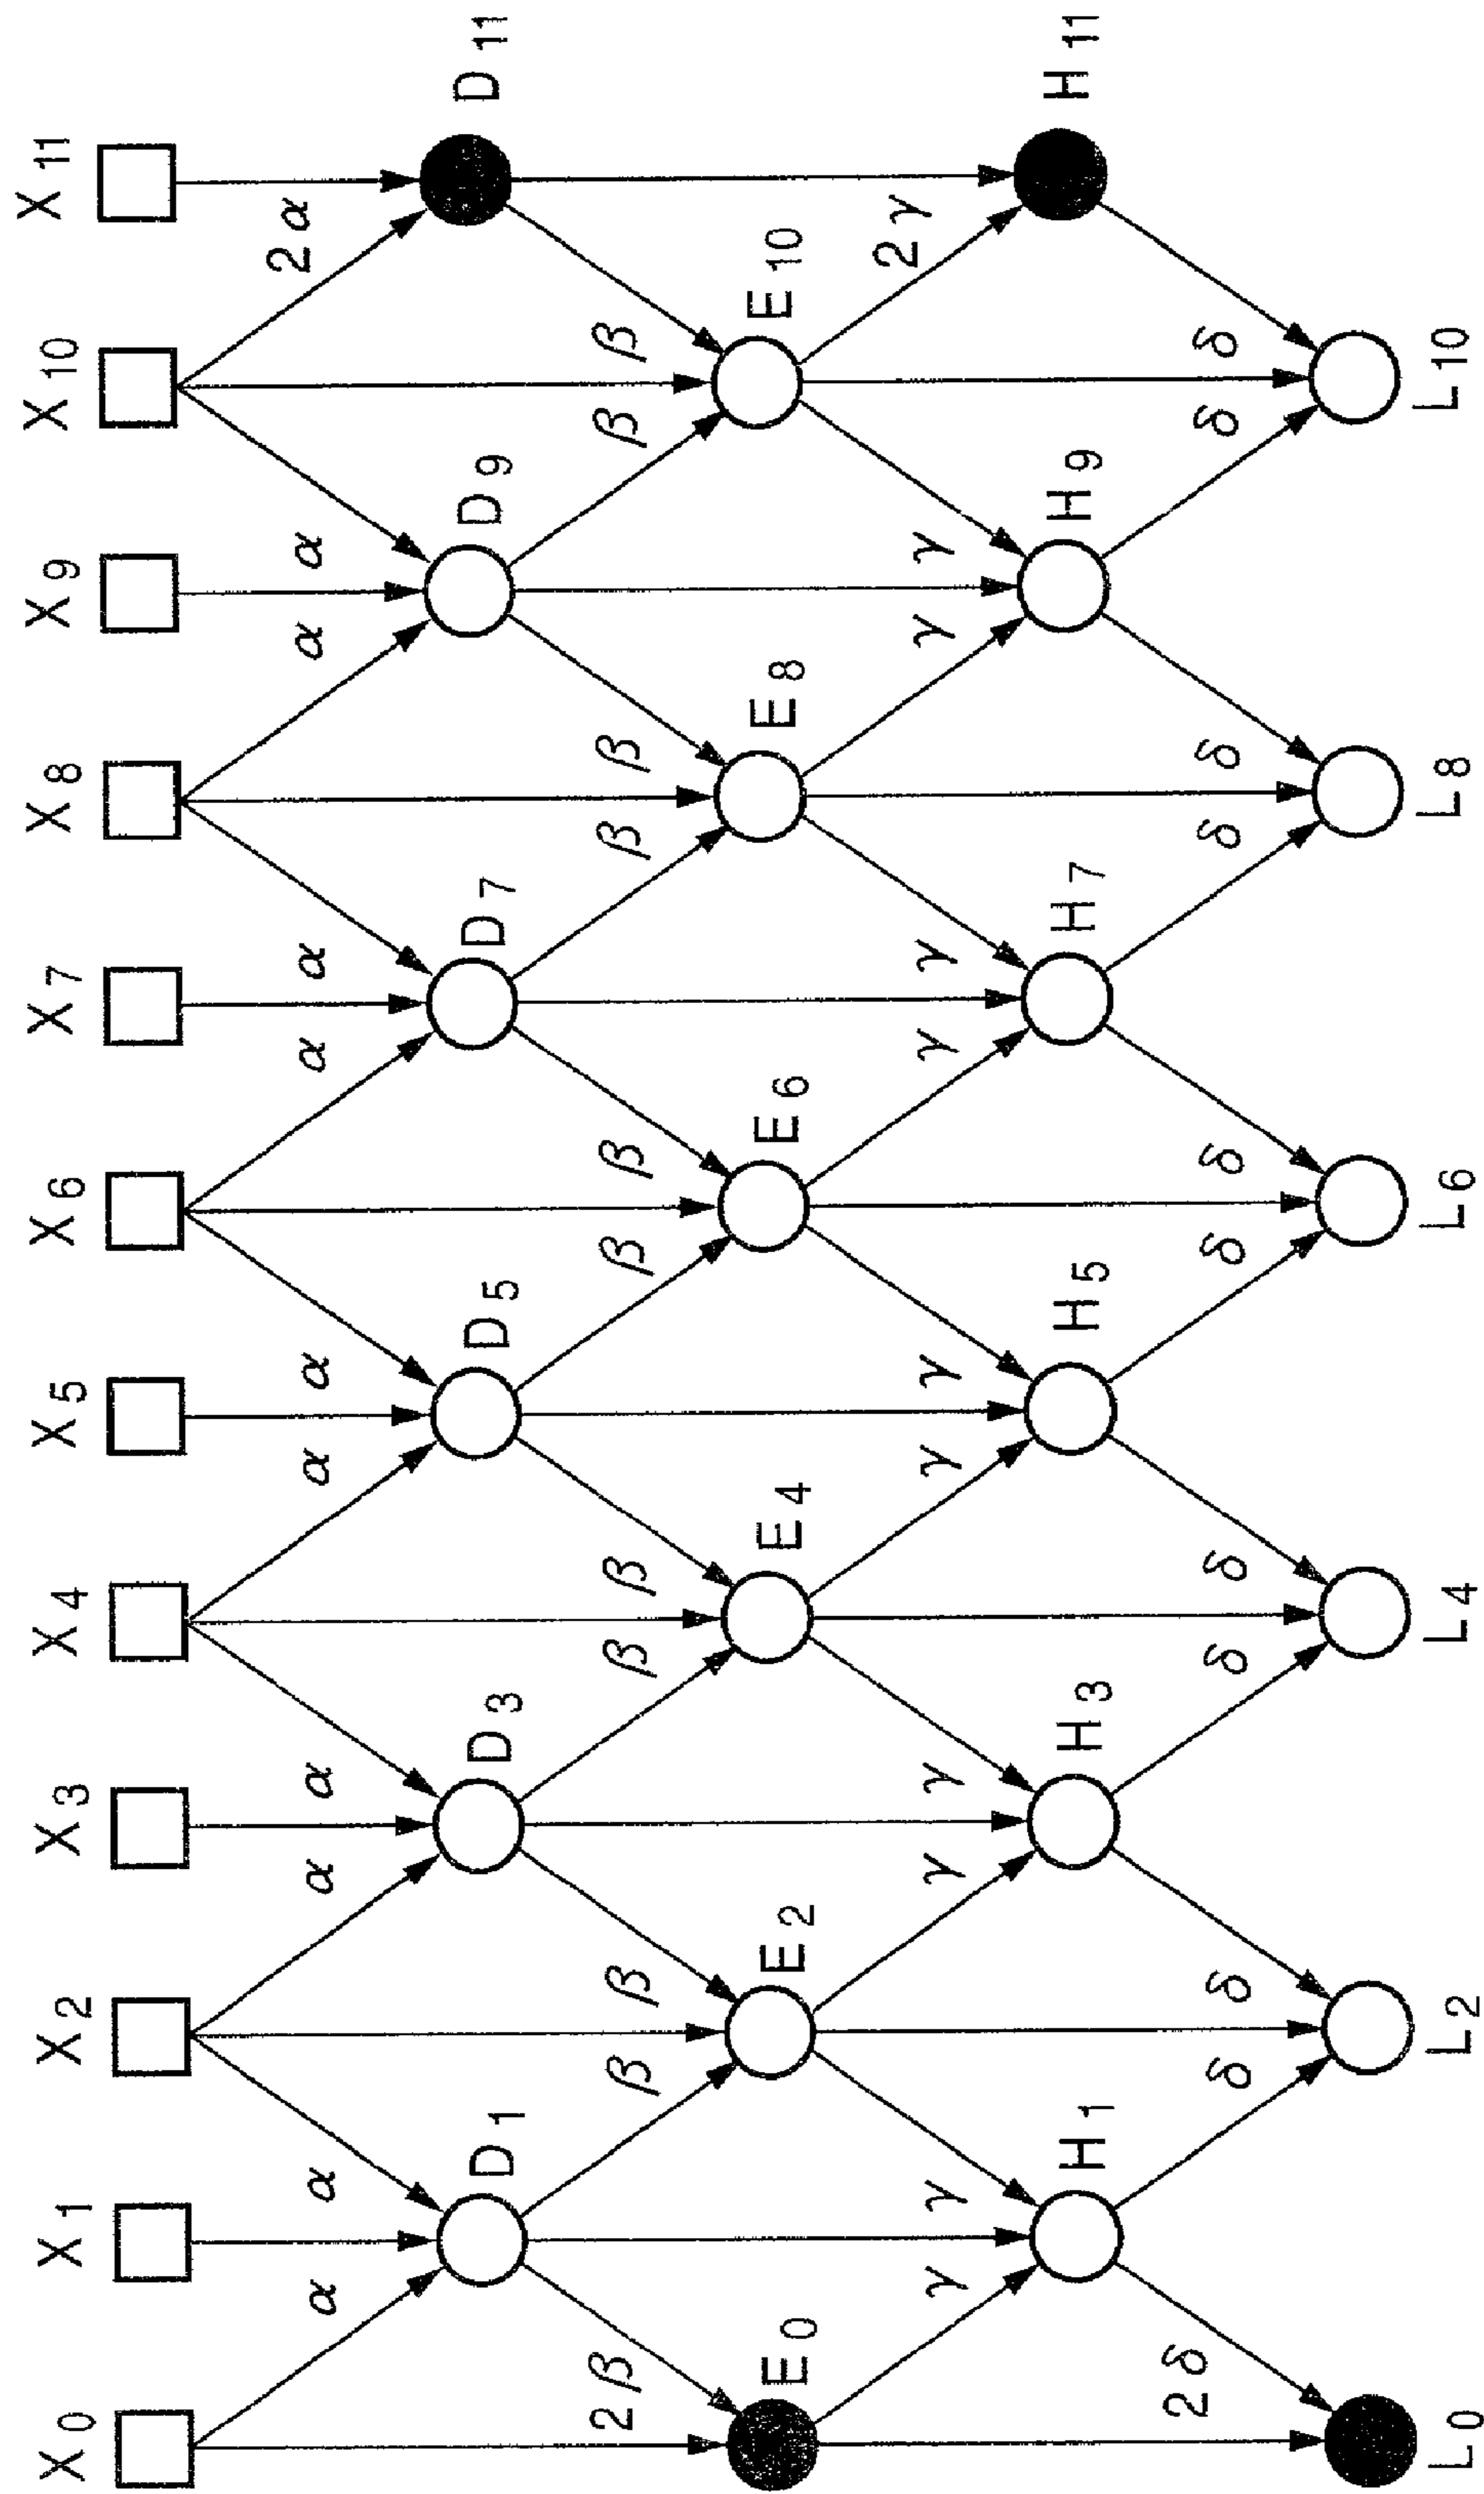 X0 X1 X2 X3 X4 X5 X6 X7 X8 X9 X10 X11
α α α α α α α α α α 2α
D1 D3 D5 D7 D9 D11
2β β β β β β β β β β β
E0 E2 E4 E6 E8 E10
γ γ γ γ γ γ γ γ γ γ 2γ
H1 H3 H5 H7 H9 H11
2δ δ δ δ δ δ δ δ δ δ δ
L0 L2 L4 L6 L8 L10